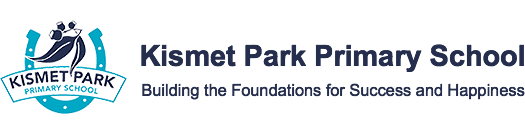 KISMET PARK
PRIMARY SCHOOL
Kismet Park Primary School
Building the Foundations for Success and Happiness